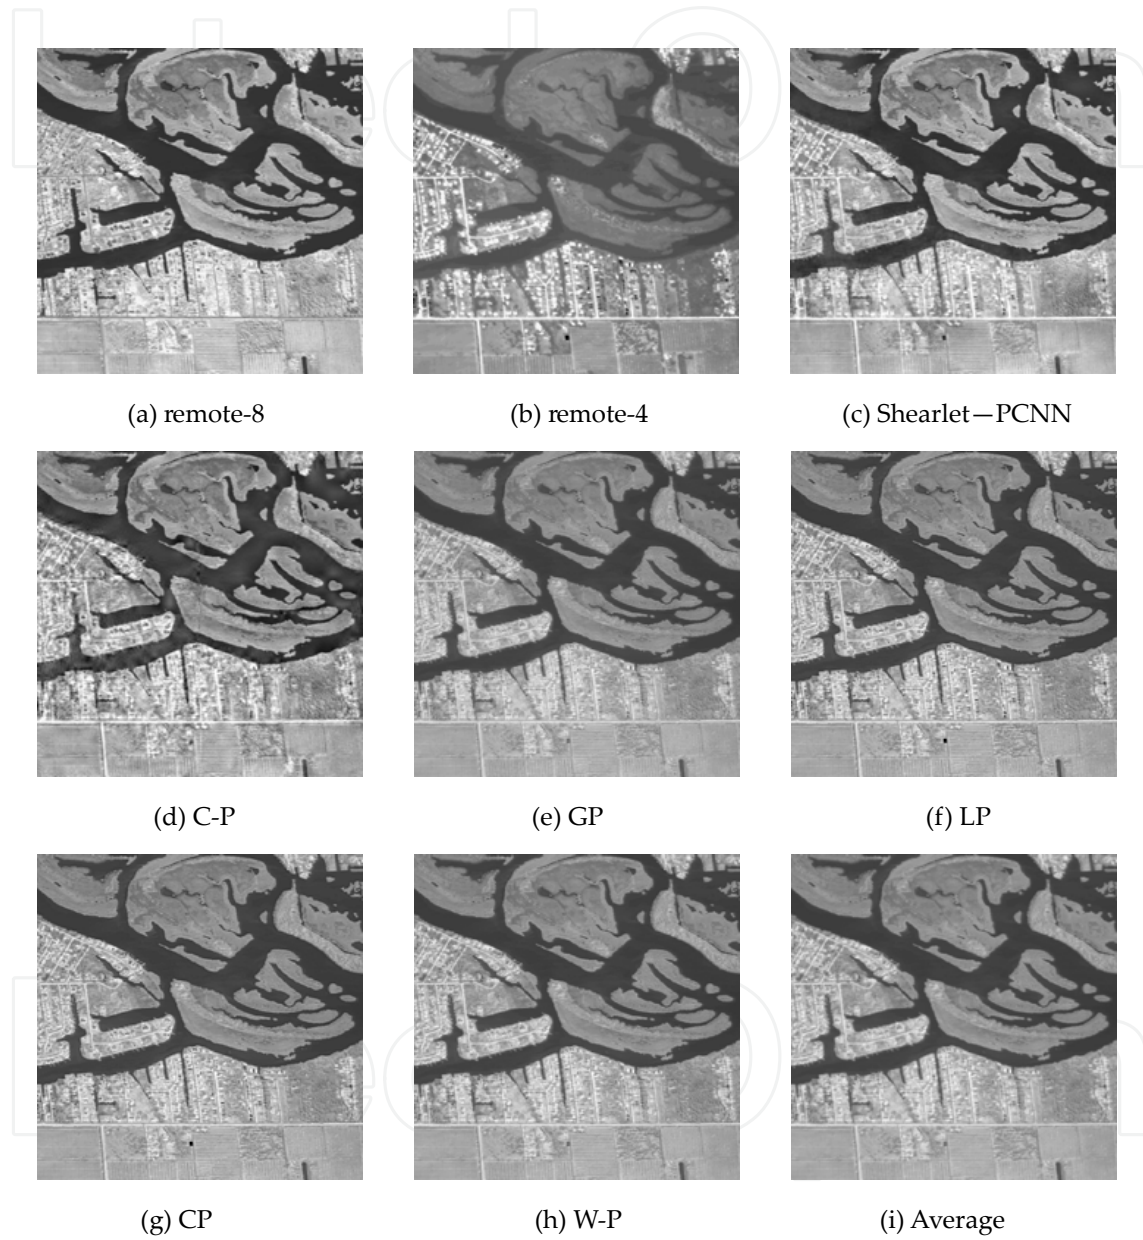 (a) remote-8
(b) remote-4
(c) Shearlet—PCNN
(d) C-P
(e) GP
(f) LP
(g) CP
(h) W-P
(i) Average